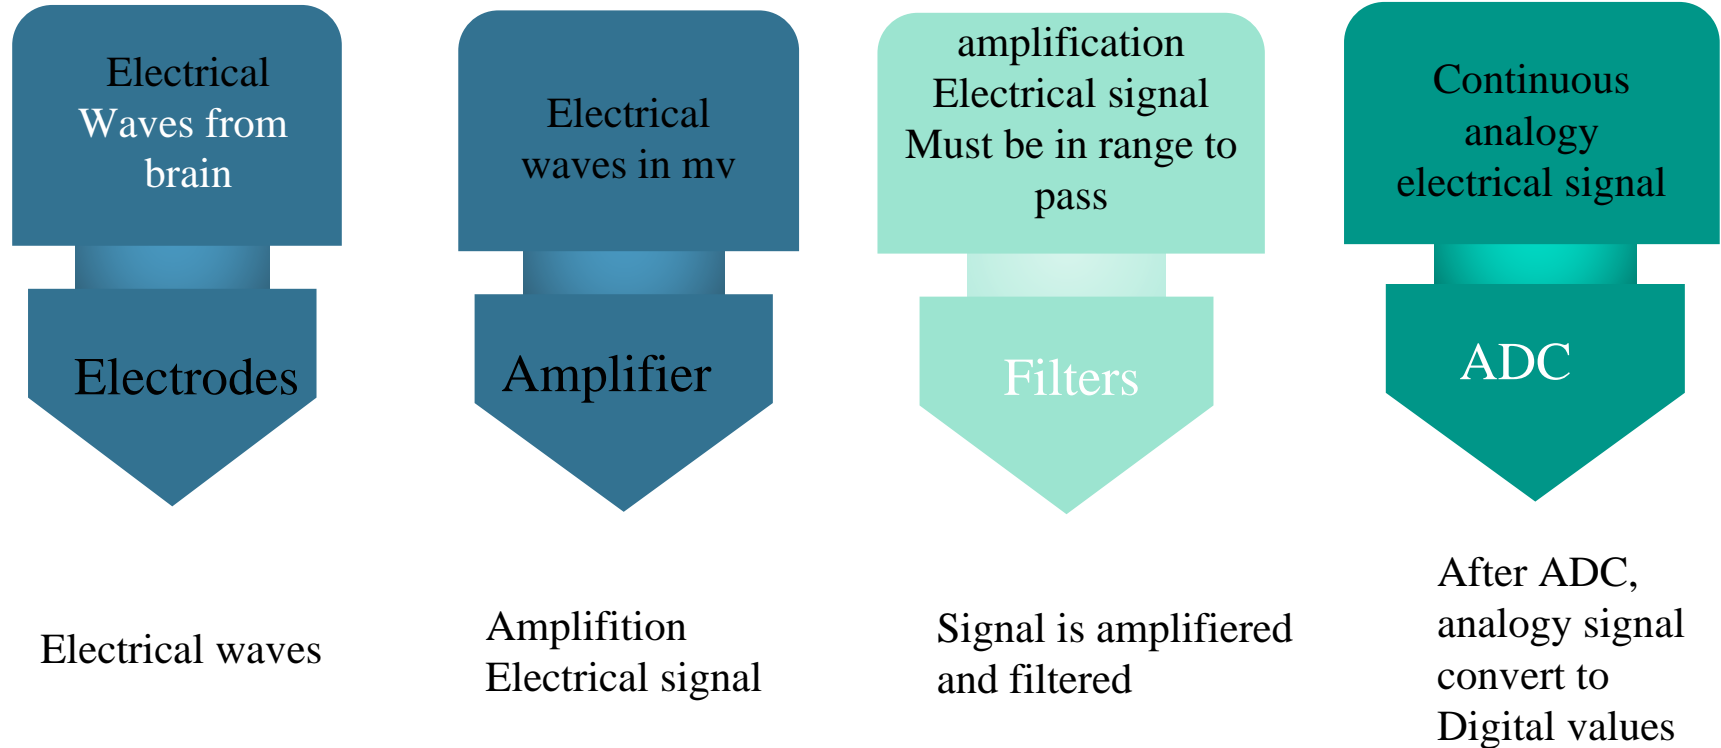 Electrical
Waves from
brain
Electrodes
Electrical waves
Electrical
waves in mv
Amplifier
Amplifition
Electrical signal
amplification
Electrical signal
Must be in range to
pass
Filters
Signal is amplifiered
and filtered
Continuous
analogy
electrical signal
ADC
After ADC,
analogy signal
convert to
Digital values